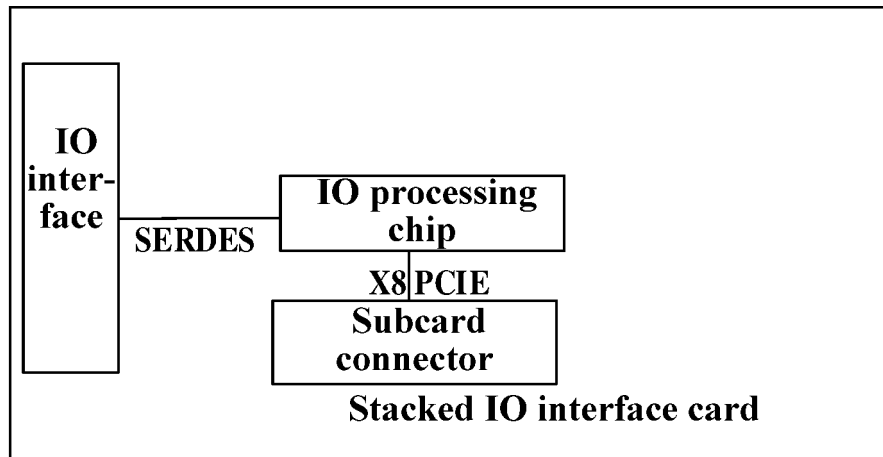 IO
inter-
face
SERDES
IO processing
chip
X8 PCIE
Subcard
connector
Stacked IO interface card